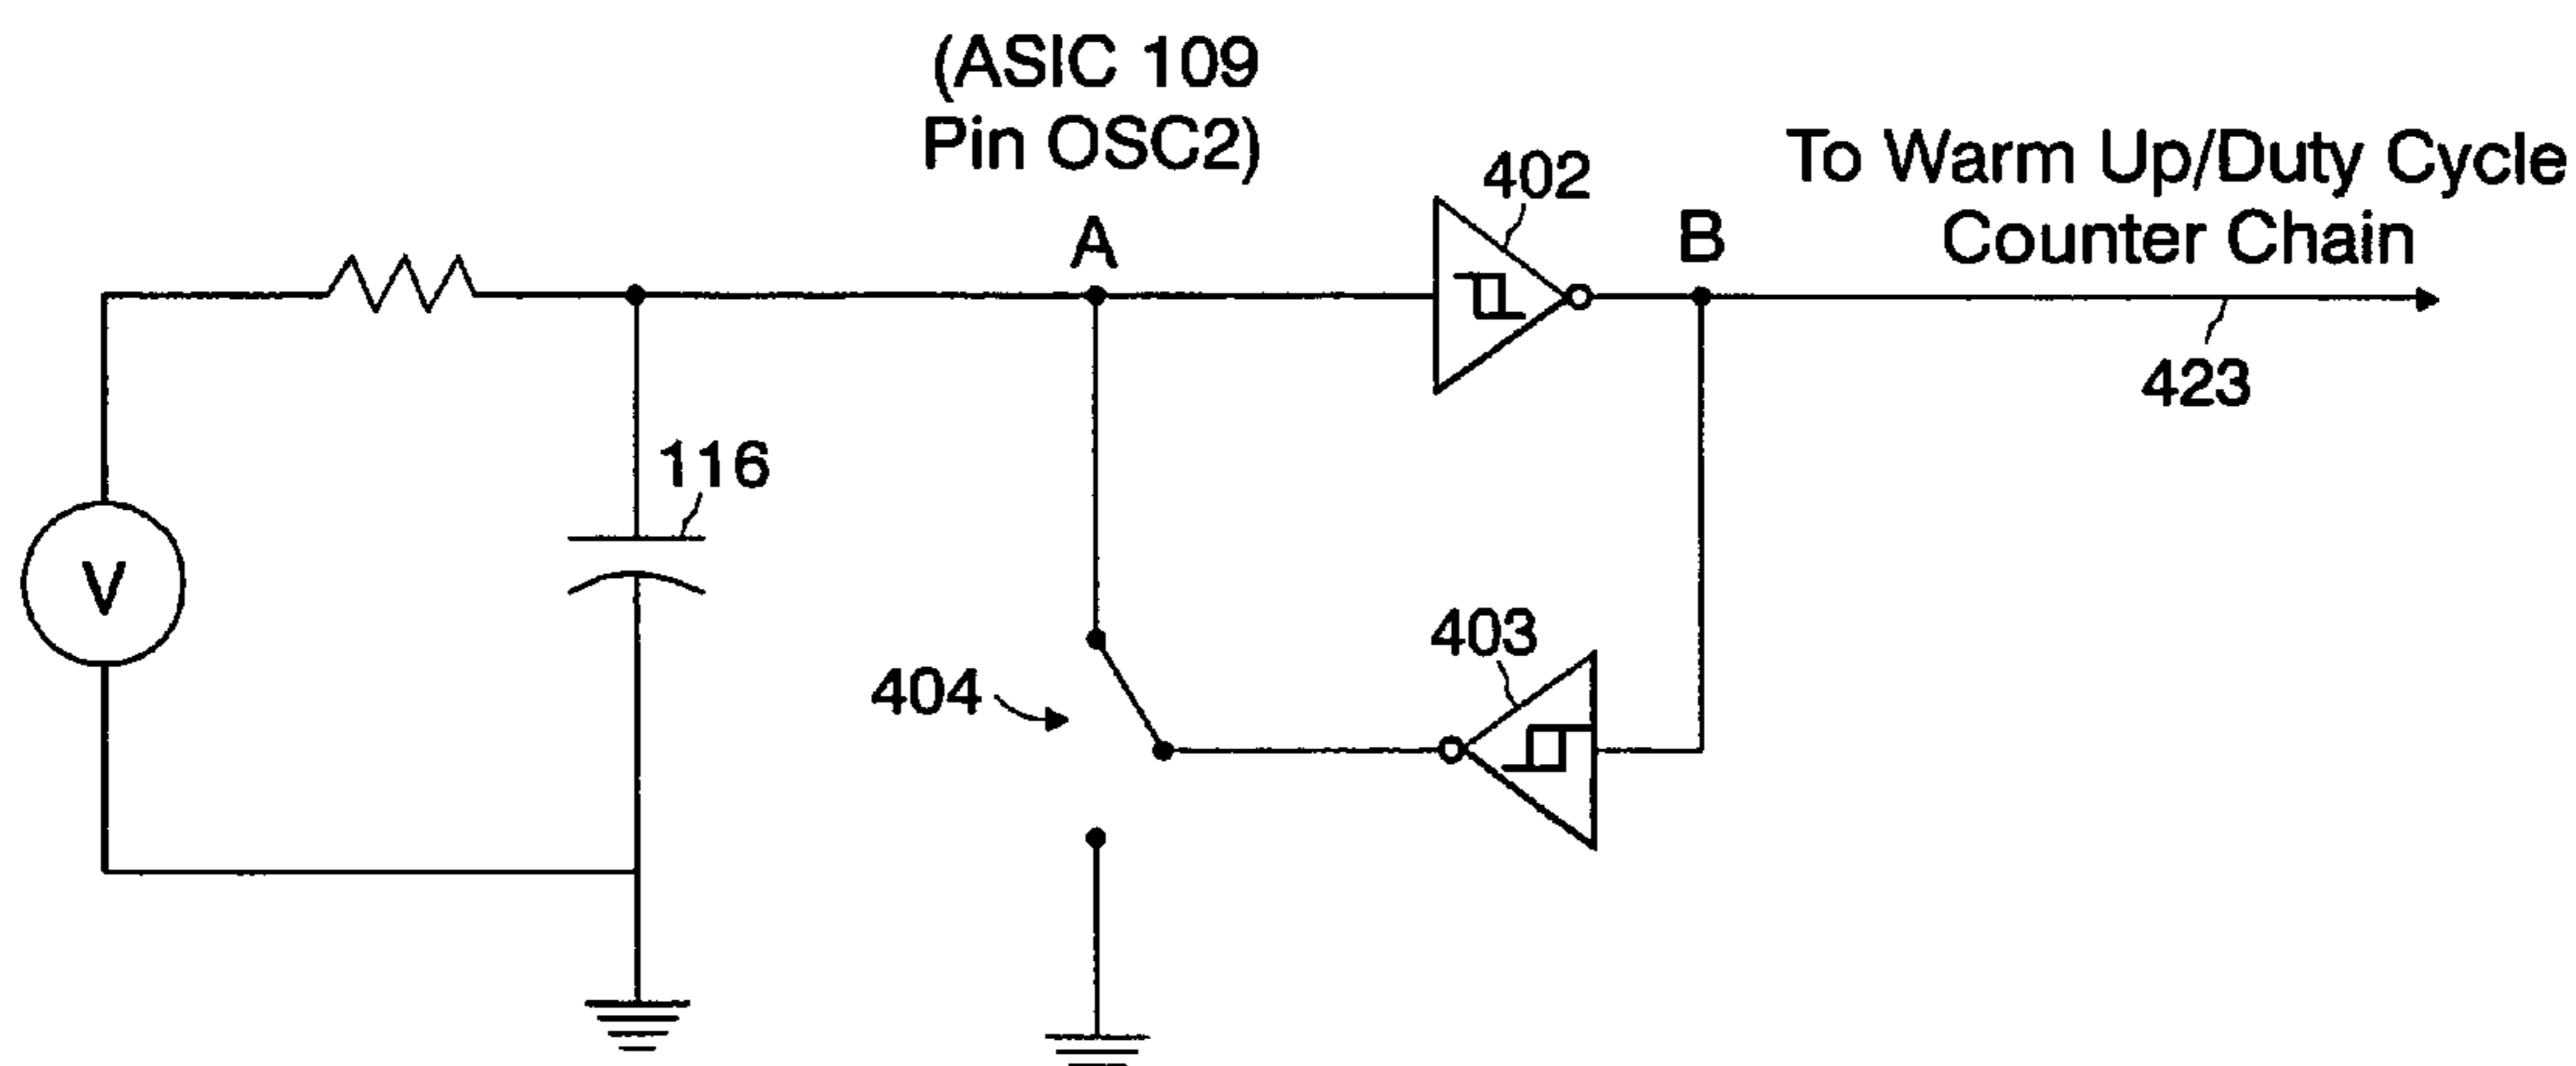 (ASIC 109
Pin OSC2)
402
To Warm Up/Duty Cycle
Counter Chain
A
B
423
116
V
403
404